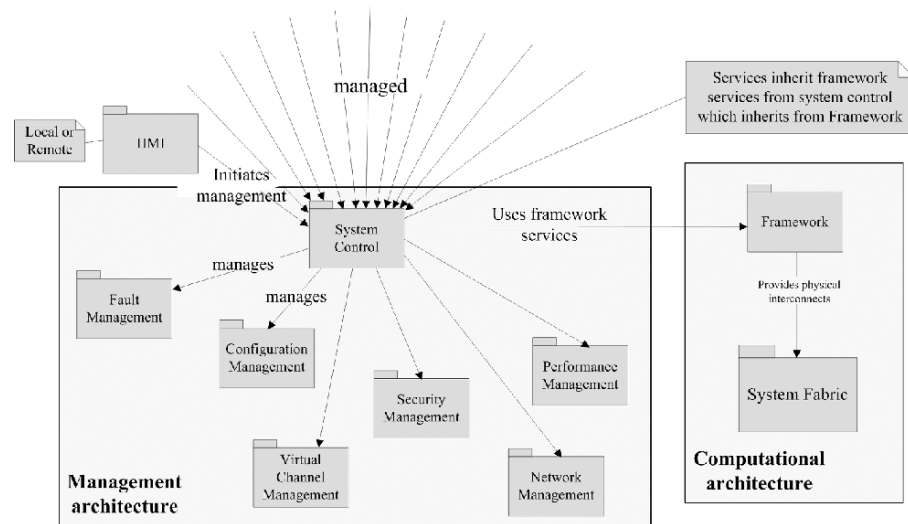 managed
Services inherit framework
services from system control
which inherits from Framework
Local or
Remote
HMI
Initiates
management
System
Control
Uses framework
services
Framework
manages
Fault
Management
manages
Provides physical
interconnects
Configuration
Management
Performance
Management
System Fabric
Security
Management
Virtual
Channel
Management
Network
Management
Management
architecture
Computational
architecture